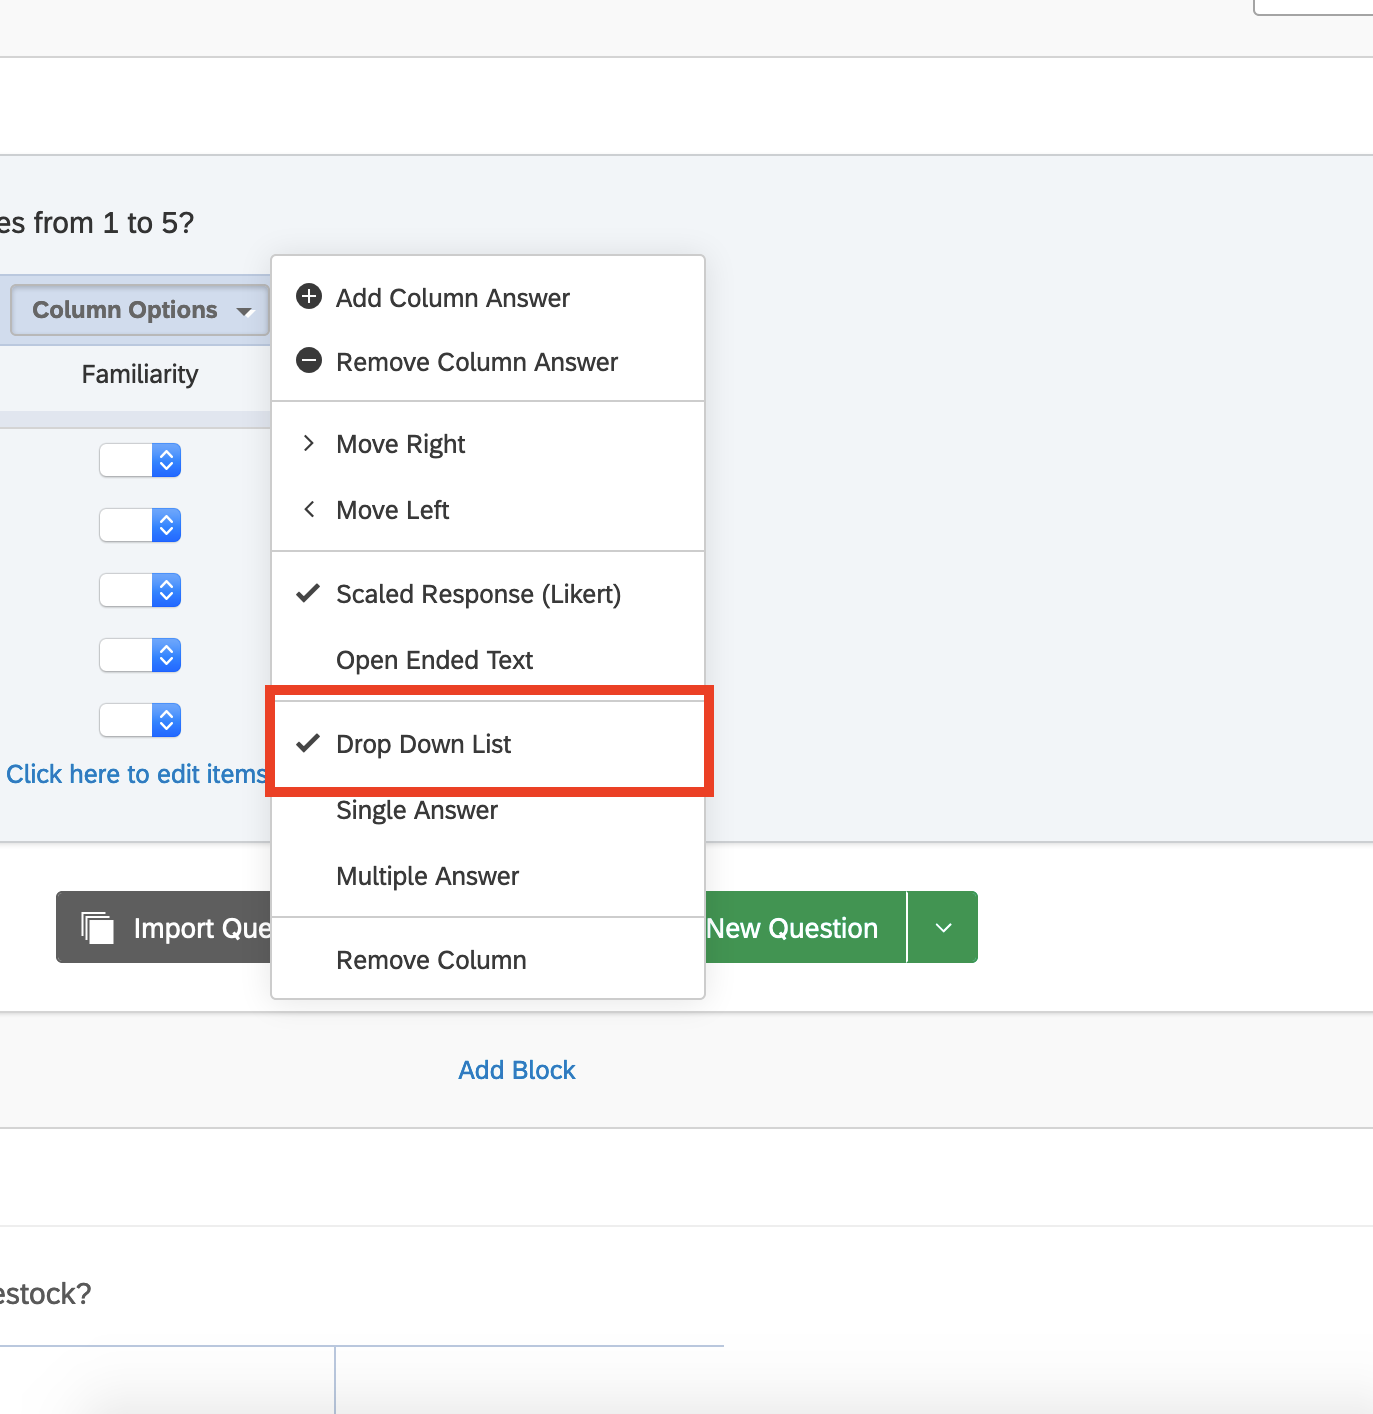 es from 1 to 5?
Column Options
Add Column Answer
Remove Column Answer
Familiarity
Move Right
Move Left
Scaled Response (Likert)
Open Ended Text
Drop Down List
Click here to edit items
Single Answer
Multiple Answer
Import Que
New Question
Remove Column
Add Block
estock?